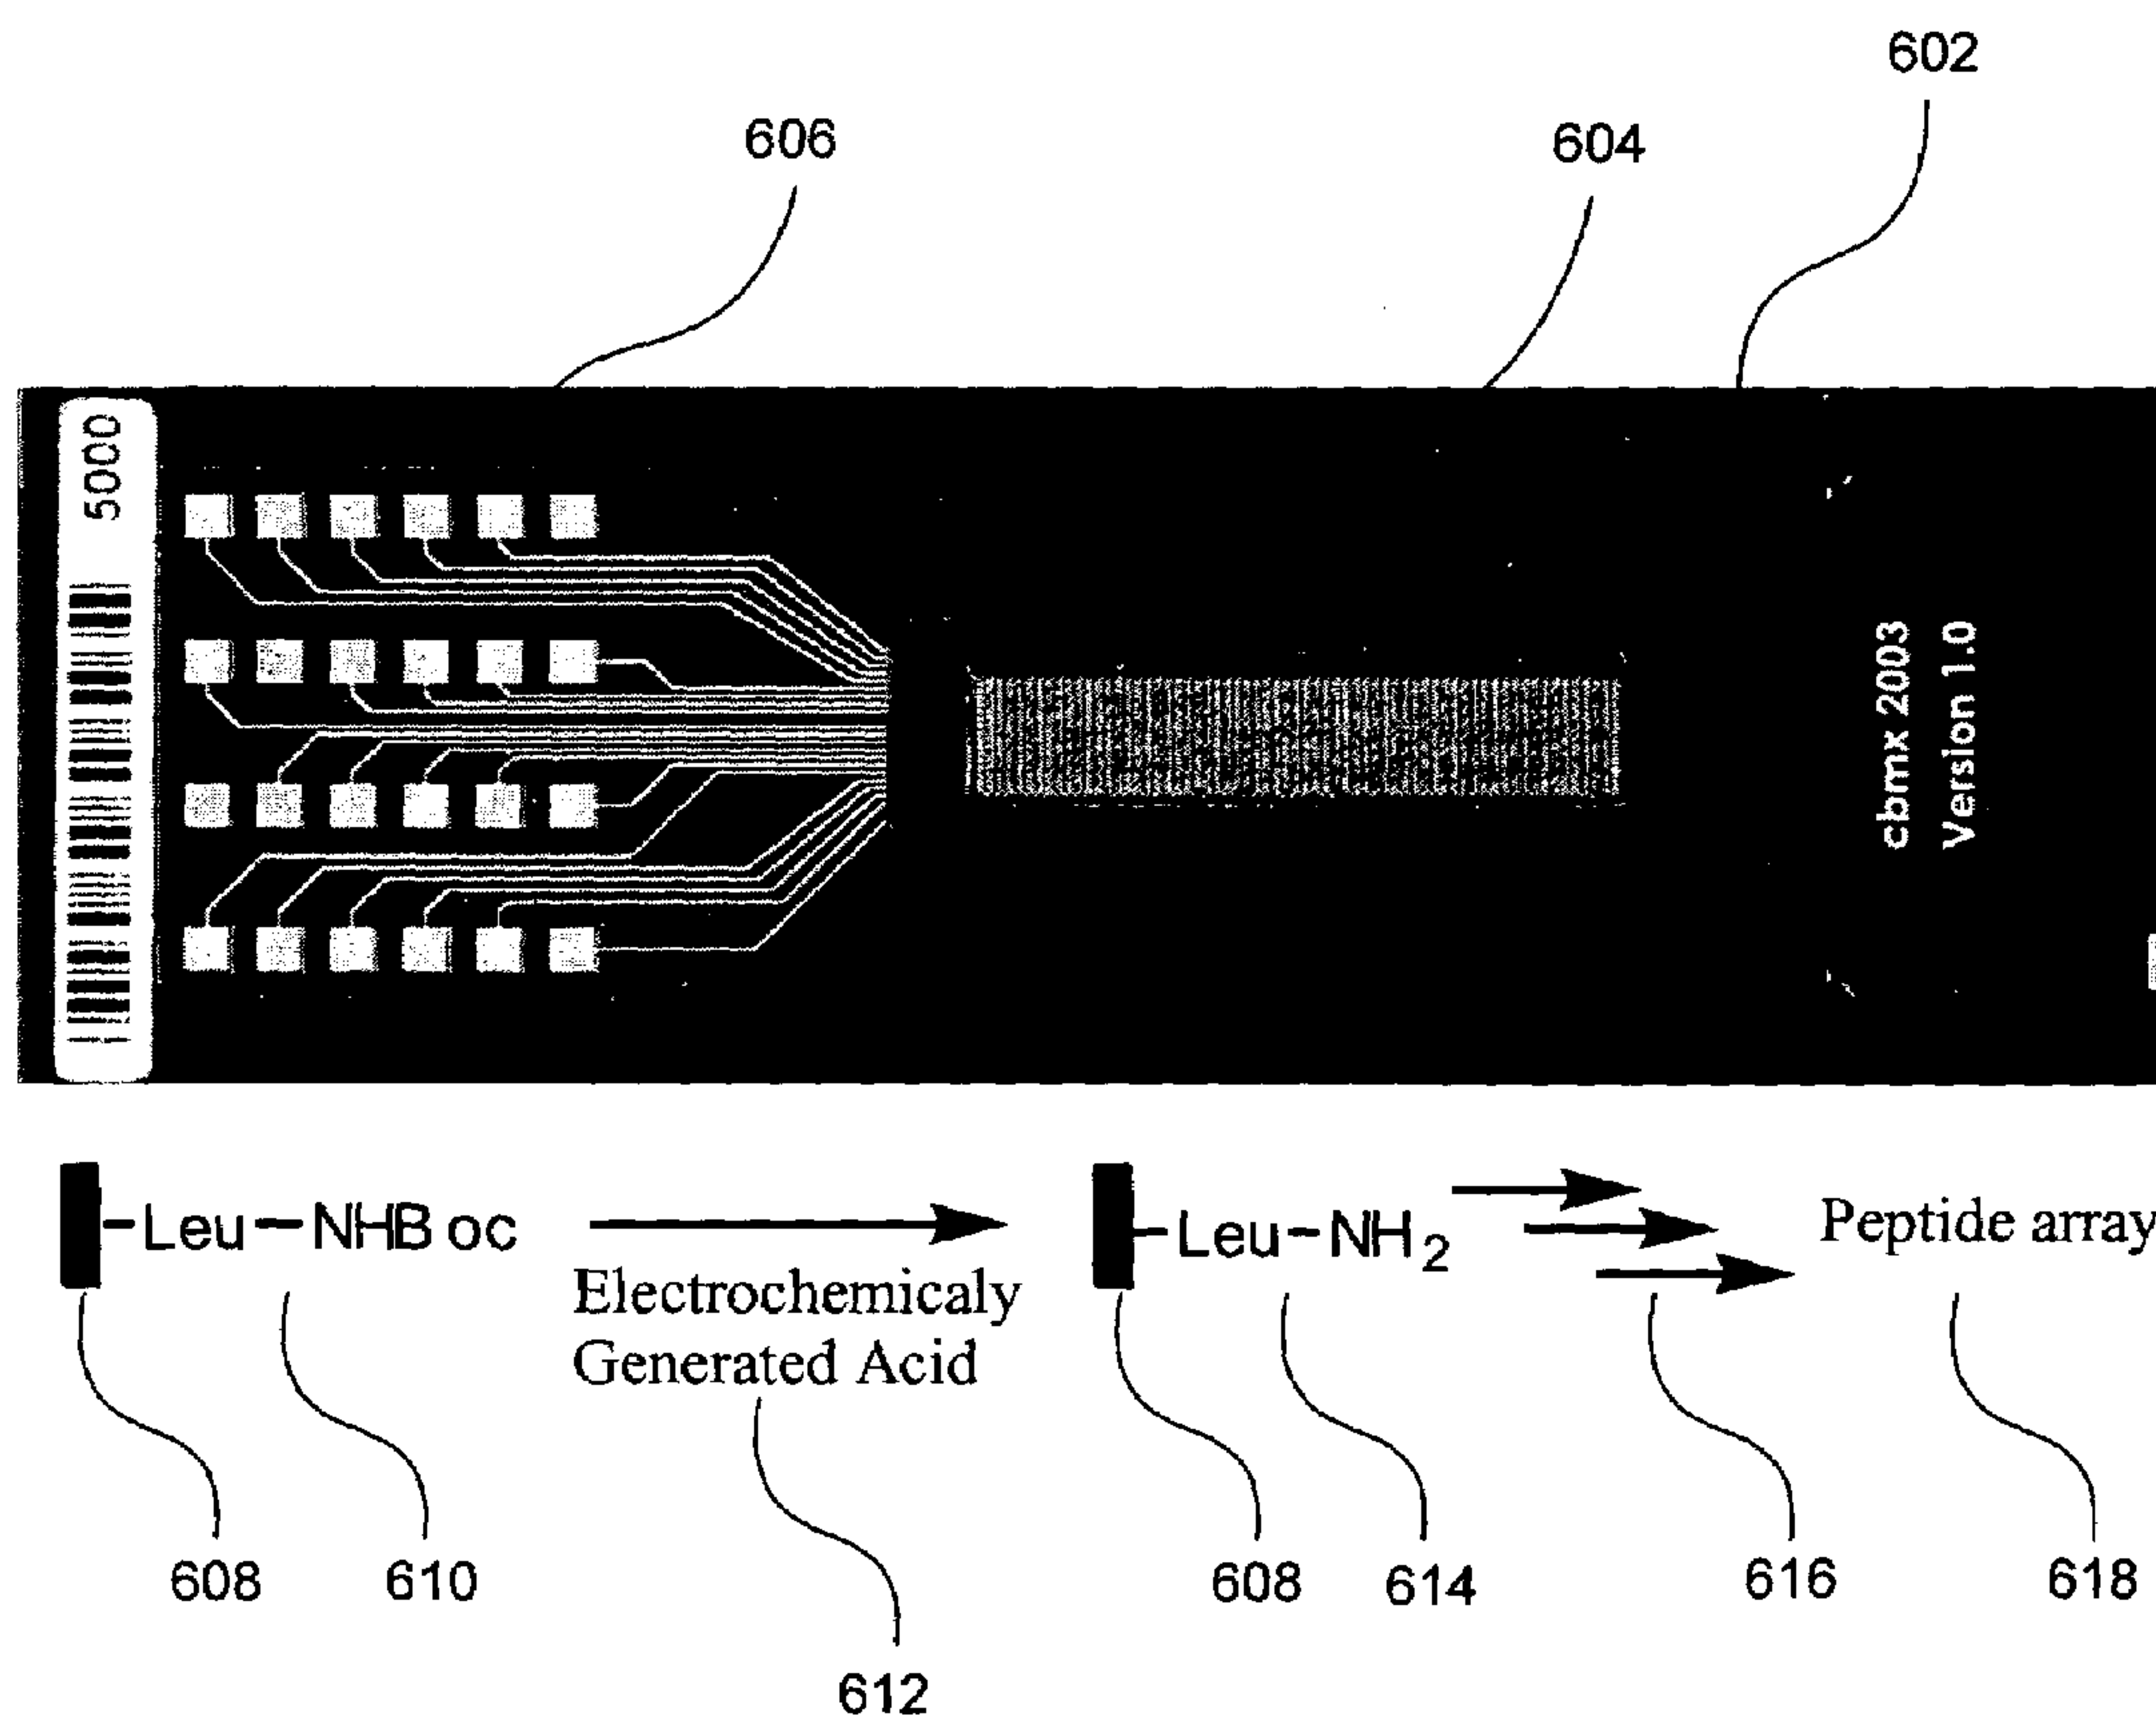 602
606
604
5000
cbmx 2003
Version 1.0
Leu-NHBoc
Electrochemicaly
Generated Acid
Leu-NH2
Peptide array
608
610
608
614
616
618
612